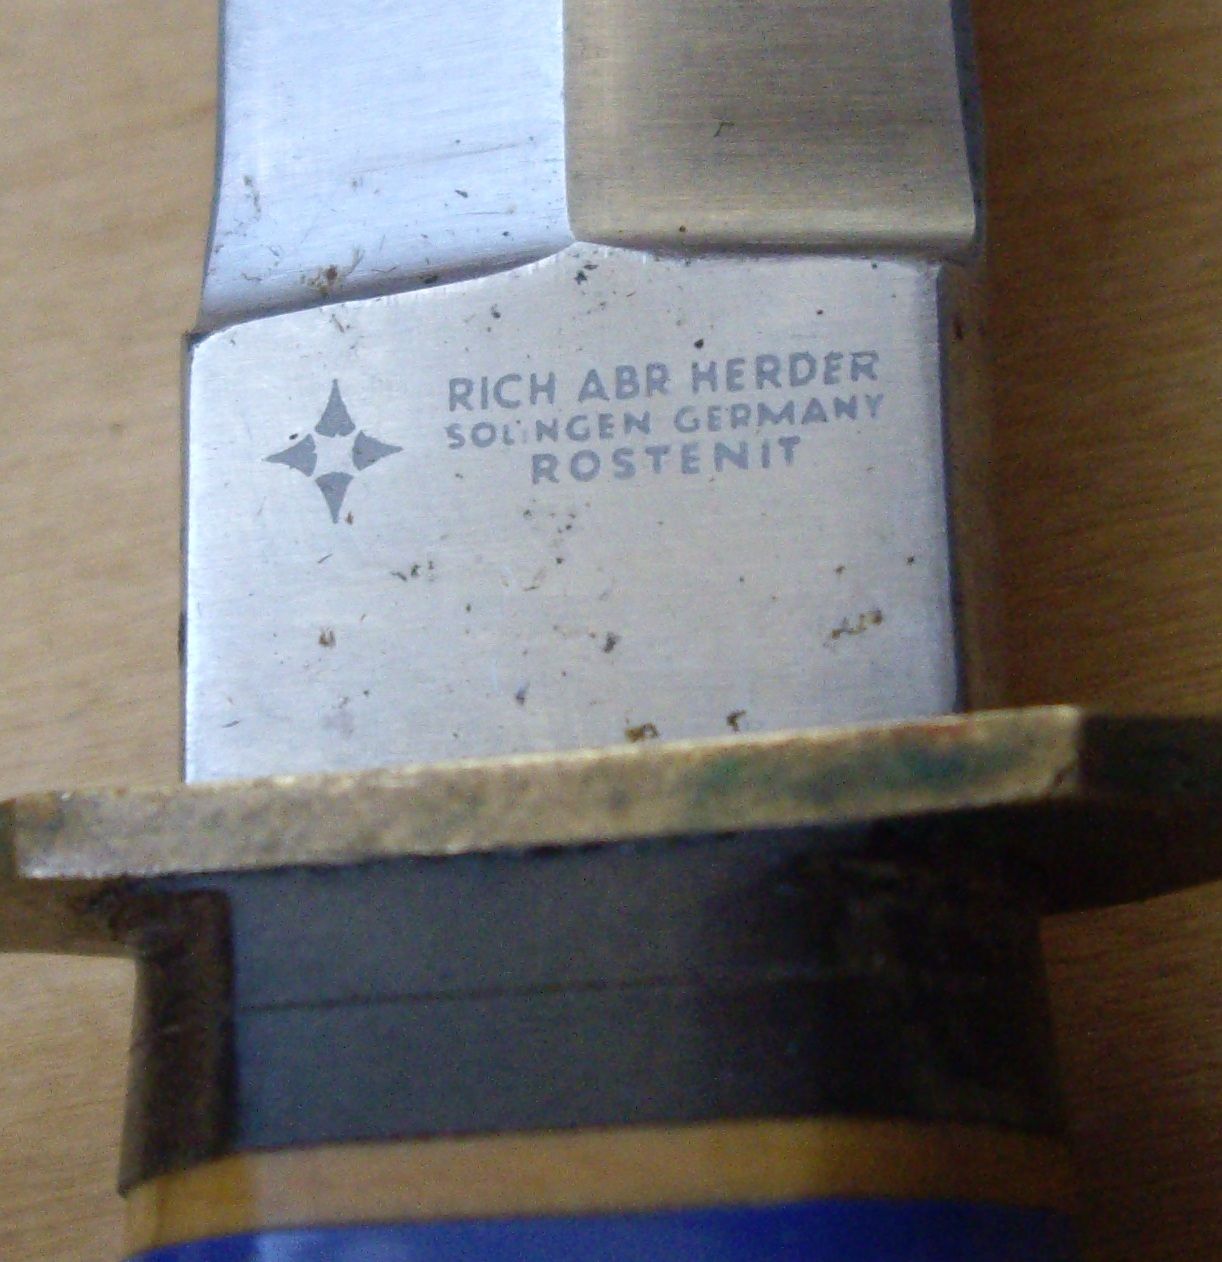 RICH ABR HERDER
SOLINGEN GERMANY
ROSTENIT